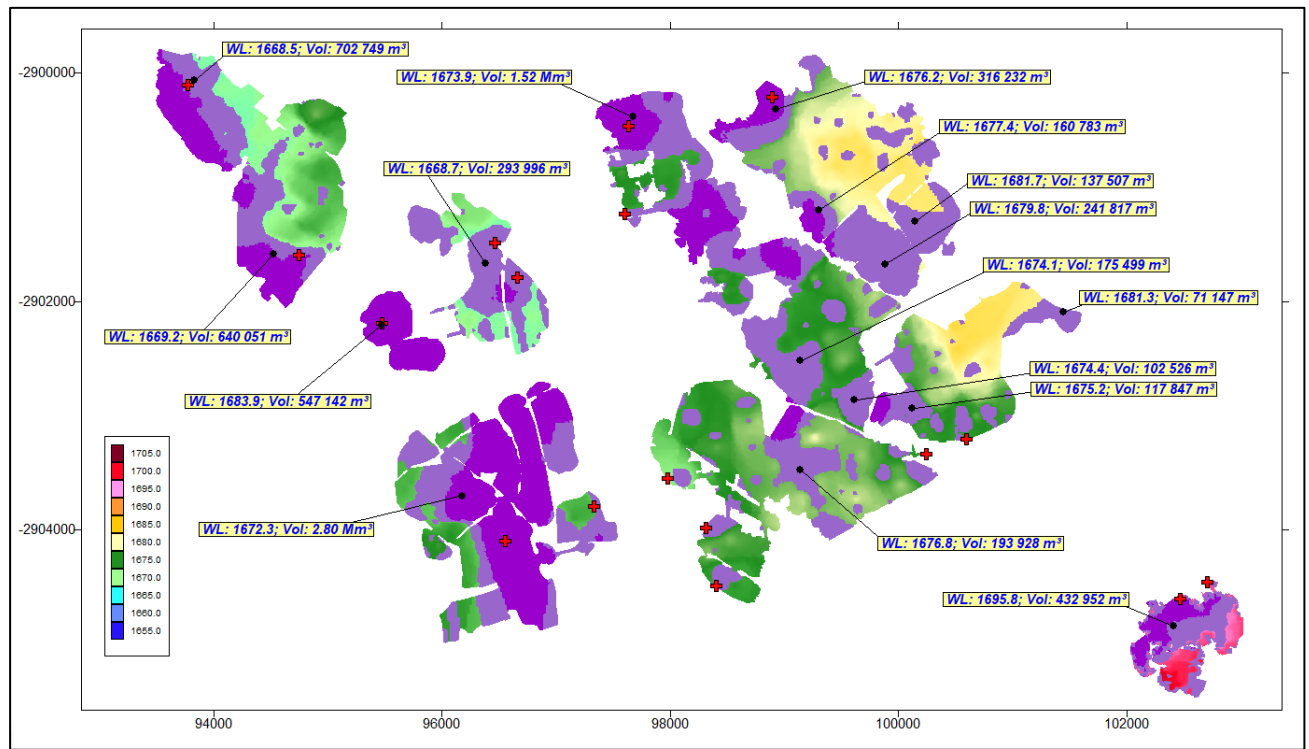 WL: 1668.5; Vol: 702 749 m³
-2900000
WL: 1673.9; Vol: 1.52 Mm³
WL: 1676.2; Vol: 316 232 m³
WL: 1677.4; Vol: 160 783 m³
WL: 1668.7; Vol: 293 996 m³
WL: 1681.7; Vol: 137 507 m³
WL: 1679.8; Vol: 241 817 m³
WL: 1674.1; Vol: 175 499 m³
-2902000
WL: 1681.3; Vol: 71 147 m³
WL: 1669.2; Vol: 640 051 m³
WL: 1674.4; Vol: 102 526 m³
WL: 1675.2; Vol: 117 847 m³
WL: 1683.9; Vol: 547 142 m³
1705.0
1700.0
1695.0
1690.0
1685.0
1680.0
1675.0
1670.0
1665.0
1660.0
1655.0
-2904000
WL: 1672.3; Vol: 2.80 Mm³
WL: 1676.8; Vol: 193 928 m³
WL: 1695.8; Vol: 432 952 m³
94000
96000
98000
100000
102000